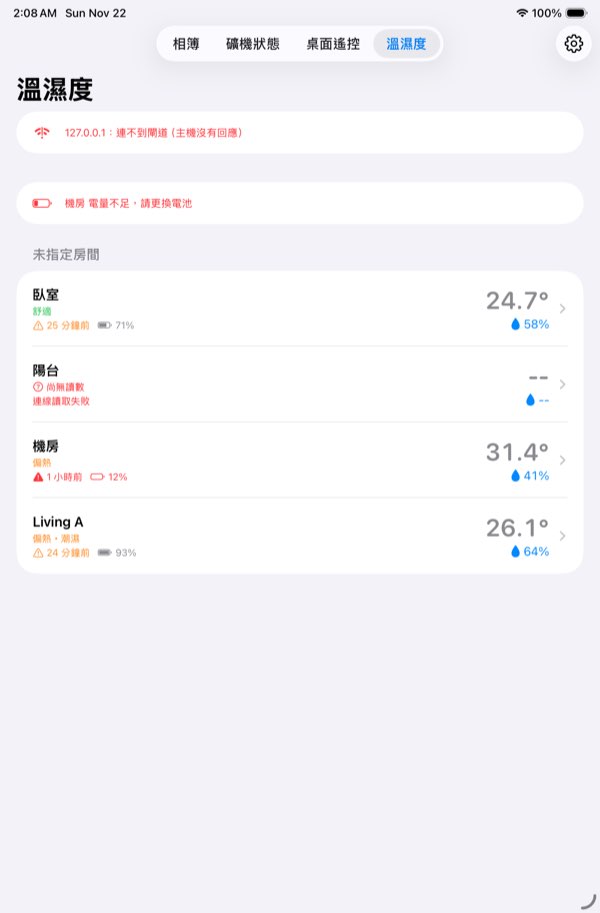 2:08 AM Sun Nov 22
100%
相簿 礦機狀態 桌面遙控 溫濕度
溫濕度
127.0.0.1：連不到閘道 (主機沒有回應)
機房 電量不足，請更換電池
未指定房間
臥室
舒適
25 分鐘前 71%
24.7°
58%
陽台
尚無讀數
連線讀取失敗
--
--
機房
偏熱
1 小時前 12%
31.4°
41%
Living A
偏熱・潮濕
24 分鐘前 93%
26.1°
64%